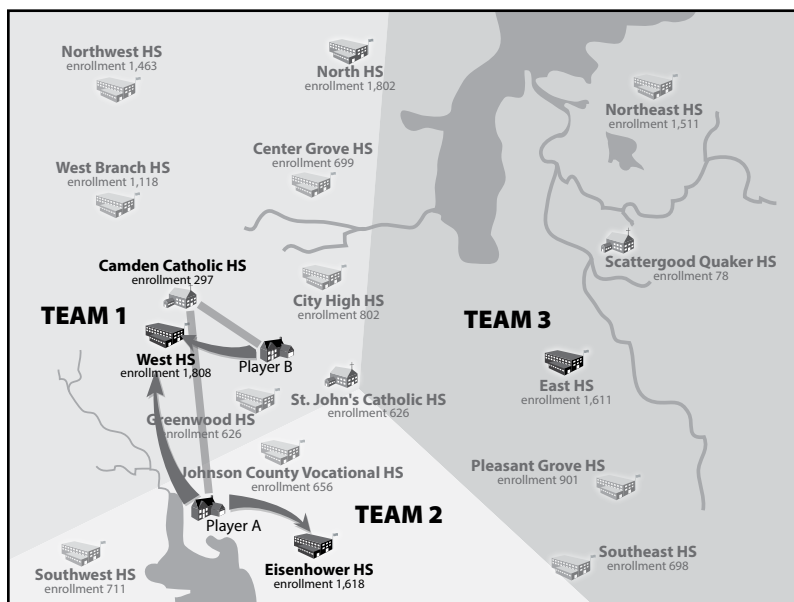 Northwest HS
enrollment 1,463
North HS
enrollment 1,802
Northeast HS
enrollment 1,511
Center Grove HS
enrollment 699
West Branch HS
enrollment 1,118
Camden Catholic HS
enrollment 297
Scattergood Quaker HS
enrollment 78
City High HS
enrollment 802
TEAM 1
TEAM 3
West HS
enrollment 1,808
Player B
East HS
enrollment 1,611
St. John's Catholic HS
enrollment 626
Greenwood HS
enrollment 626
Johnson County Vocational HS
enrollment 656
Pleasant Grove HS
enrollment 901
Player A
TEAM 2
Eisenhower HS
enrollment 1,618
Southwest HS
enrollment 711
Southeast HS
enrollment 698